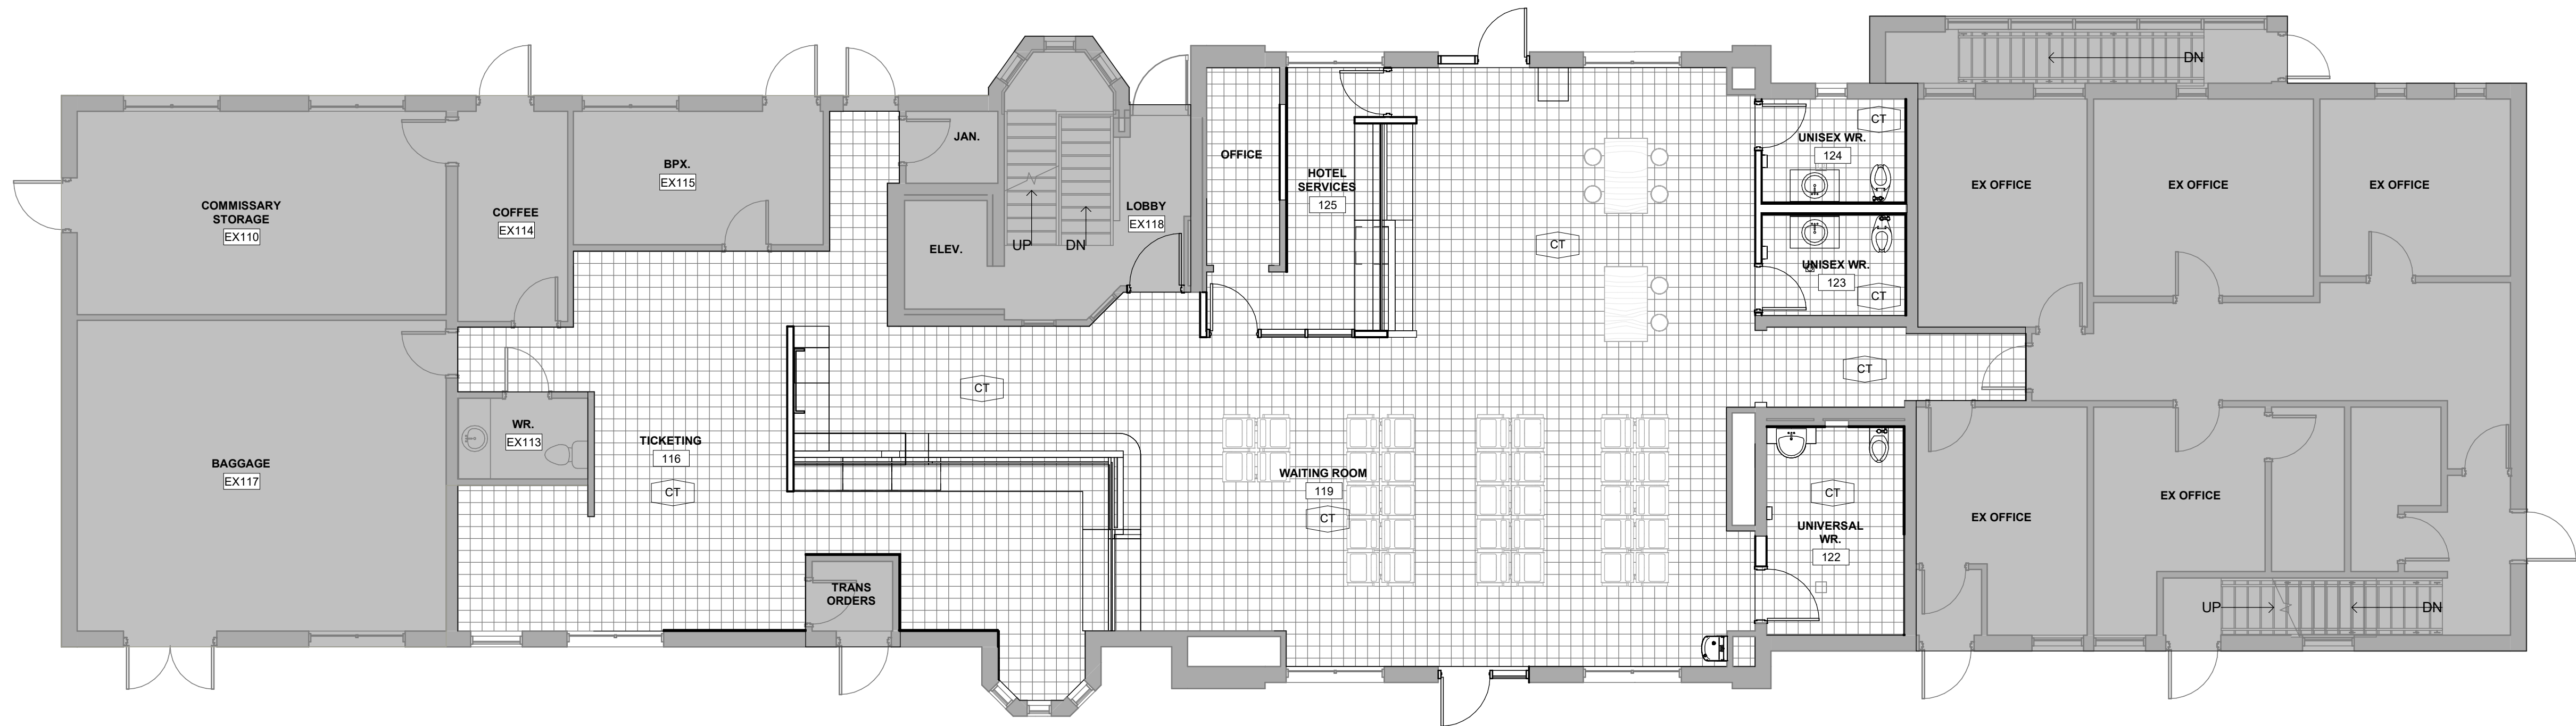 COMMISSARY
STORAGE
EX110
COFFEE
EX114
BPX.
EX115
JAN.
ELEV.
UP
DN
LOBBY
EX118
OFFICE
HOTEL
SERVICES
125
CT
UNISEX WR.
124
CT
UNISEX WR.
123
CT
DN
EX OFFICE
EX OFFICE
EX OFFICE
BAGGAGE
EX117
WR.
EX113
TICKETING
116
CT
CT
TRANS
ORDERS
WAITING ROOM
119
CT
CT
CT
UNIVERSAL
WR.
122
EX OFFICE
EX OFFICE
UP
DN